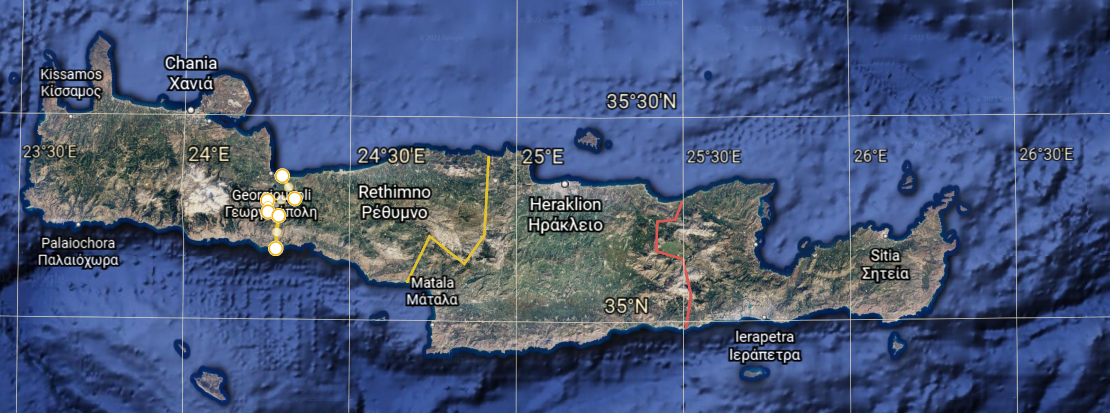 Chania
Χανιά
Kissamos
Κίσσαμος
35°30'N
23°30'E
24°E
24°30'E
25°E
25°30'E
26°E
26°30'E
Rethimno
Ρέθυμνο
Heraklion
Ηράκλειο
Palaiochora
Παλαιόχωρα
Sitia
Σητεία
Matala
Μάταλα
35°N
Ierapetra
Ιεράπετρα